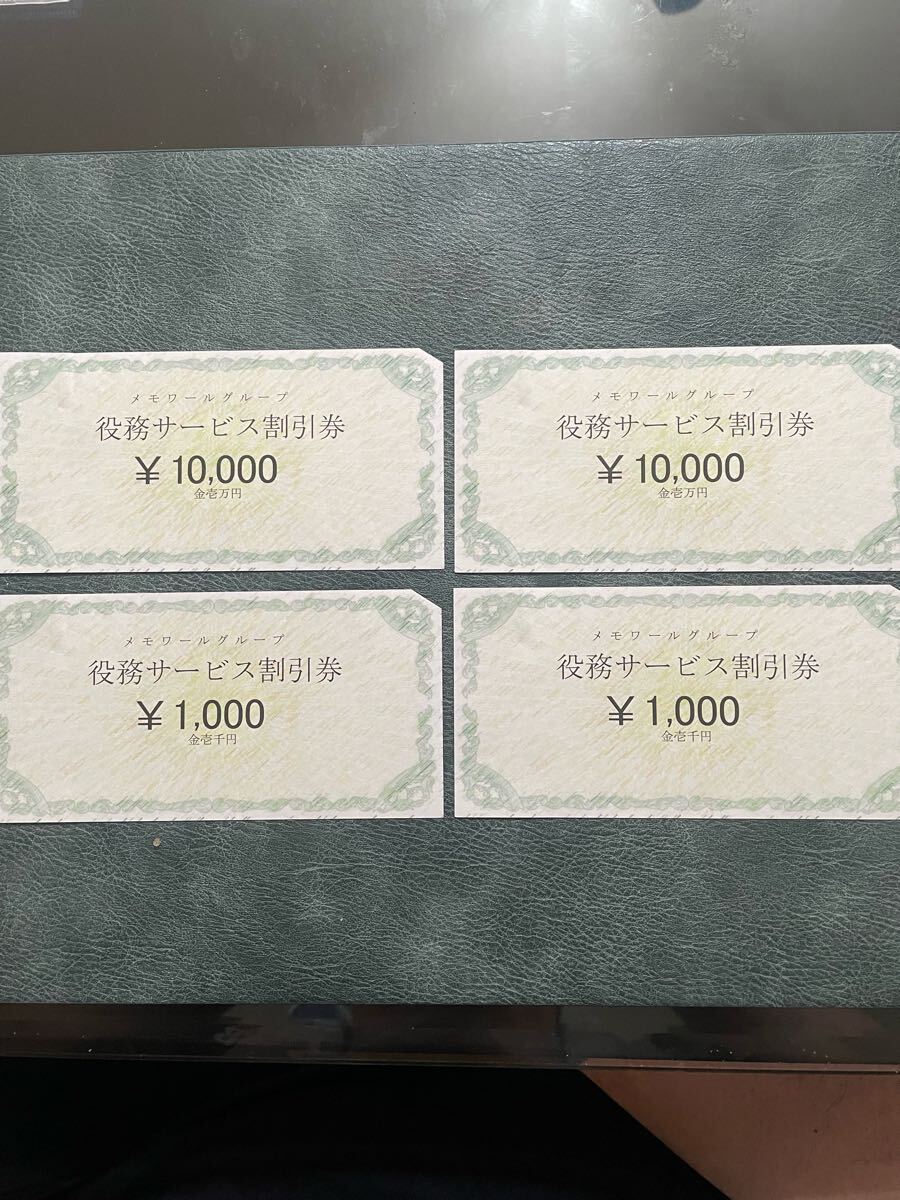 メモワールグループ
役務サービス割引券
¥ 10,000
金壱万円
メモワールグループ
役務サービス割引券
¥ 10,000
金壱万円
メモワールグループ
役務サービス割引券
¥ 1,000
金壱千円
メモワールグループ
役務サービス割引券
¥ 1,000
金壱千円